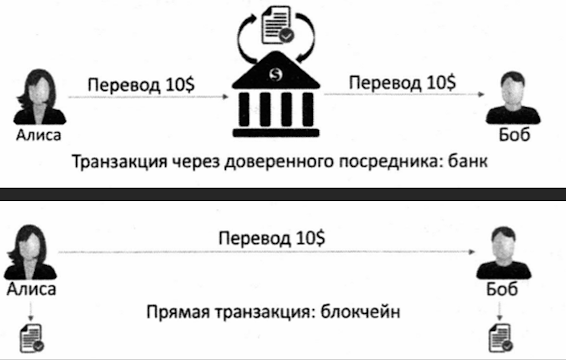 Перевод 10$
Перевод 10$
Алиса
Боб
Транзакция через доверенного посредника: банк
Перевод 10$
Алиса
Боб
Прямая транзакция: блокчейн